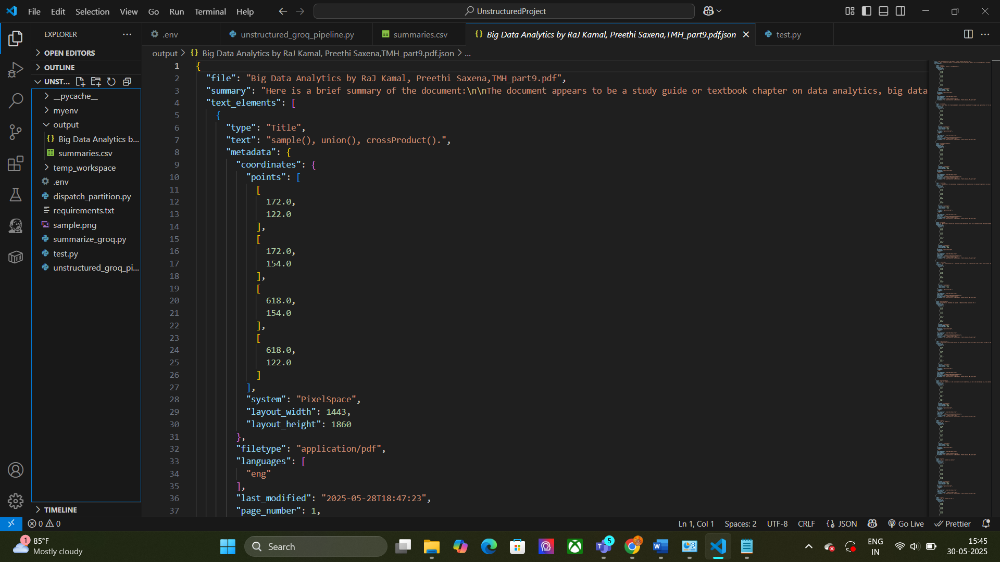 File Edit Selection View Go Run Terminal Help
UnstructuredProject
EXPLORER
OPEN EDITORS
OUTLINE
UNST...
__pycache__
myenv
output
Big Data Analytics b...
summaries.csv
temp_workspace
.env
dispatch_partition.py
requirements.txt
sample.png
summarize_groq.py
test.py
unstructured_groq_pi...
TIMELINE
.env
unstructured_groq_pipeline.py
summaries.csv
{} Big Data Analytics by RaJ Kamal, Preethi Saxena,TMH_part9.pdf.json
test.py
output > {} Big Data Analytics by RaJ Kamal, Preethi Saxena,TMH_part9.pdf.json > ...
1 {
2 "file": "Big Data Analytics by RaJ Kamal, Preethi Saxena,TMH_part9.pdf",
3 "summary": "Here is a brief summary of the document:\n\nThe document appears to be a study guide or textbook chapter on data analytics, big data
4 "text_elements": [
5 {
6 "type": "Title",
7 "text": "sample(), union(), crossProduct().",
8 "metadata": {
9 "coordinates": {
10 "points": [
11 [
12 172.0,
13 122.0
14 ],
15 [
16 172.0,
17 154.0
18 ],
19 [
20 618.0,
21 154.0
22 ],
23 [
24 618.0,
25 122.0
26 ]
27 ],
28 "system": "PixelSpace",
29 "layout_width": 1443,
30 "layout_height": 1860
31 },
32 "filetype": "application/pdf",
33 "languages": [
34 "eng"
35 ],
36 "last_modified": "2025-05-28T18:47:23",
37 "page_number": 1,
0 0
Ln 1, Col 1 Spaces: 2 UTF-8 CRLF {} JSON Go Live Prettier
1
85°F
Mostly cloudy
Search
5
ENG
IN
15:45
30-05-2025